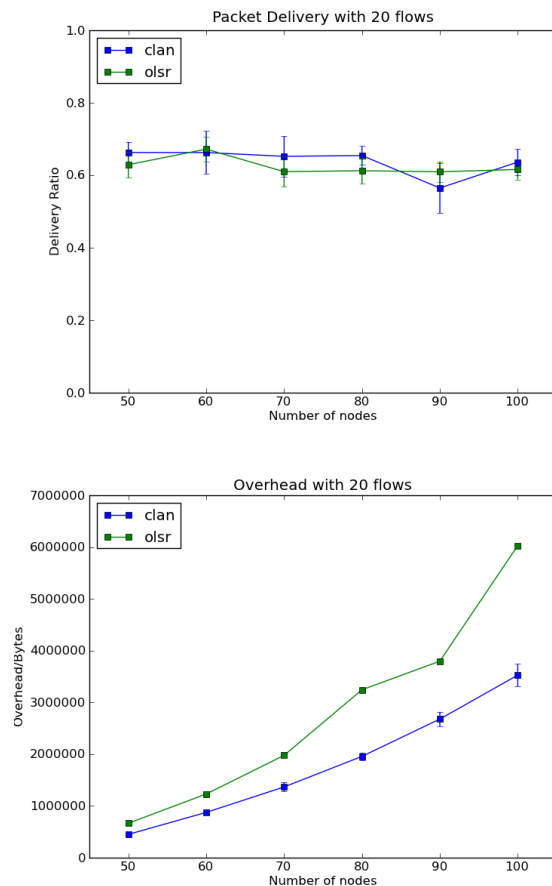 Packet Delivery with 20 flows
1.0
clan
olsr
0.8
0.6
0.4
0.2
0.0
Delivery Ratio
50 60 70 80 90 100
Number of nodes
Overhead with 20 flows
7000000
clan
olsr
6000000
5000000
4000000
3000000
2000000
1000000
0
Overhead/Bytes
50 60 70 80 90 100
Number of nodes